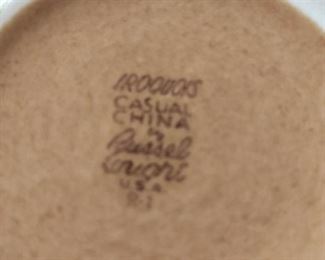 IROQUOIS
CASUAL
CHINA
by
Russel
Wright
U.S.A.